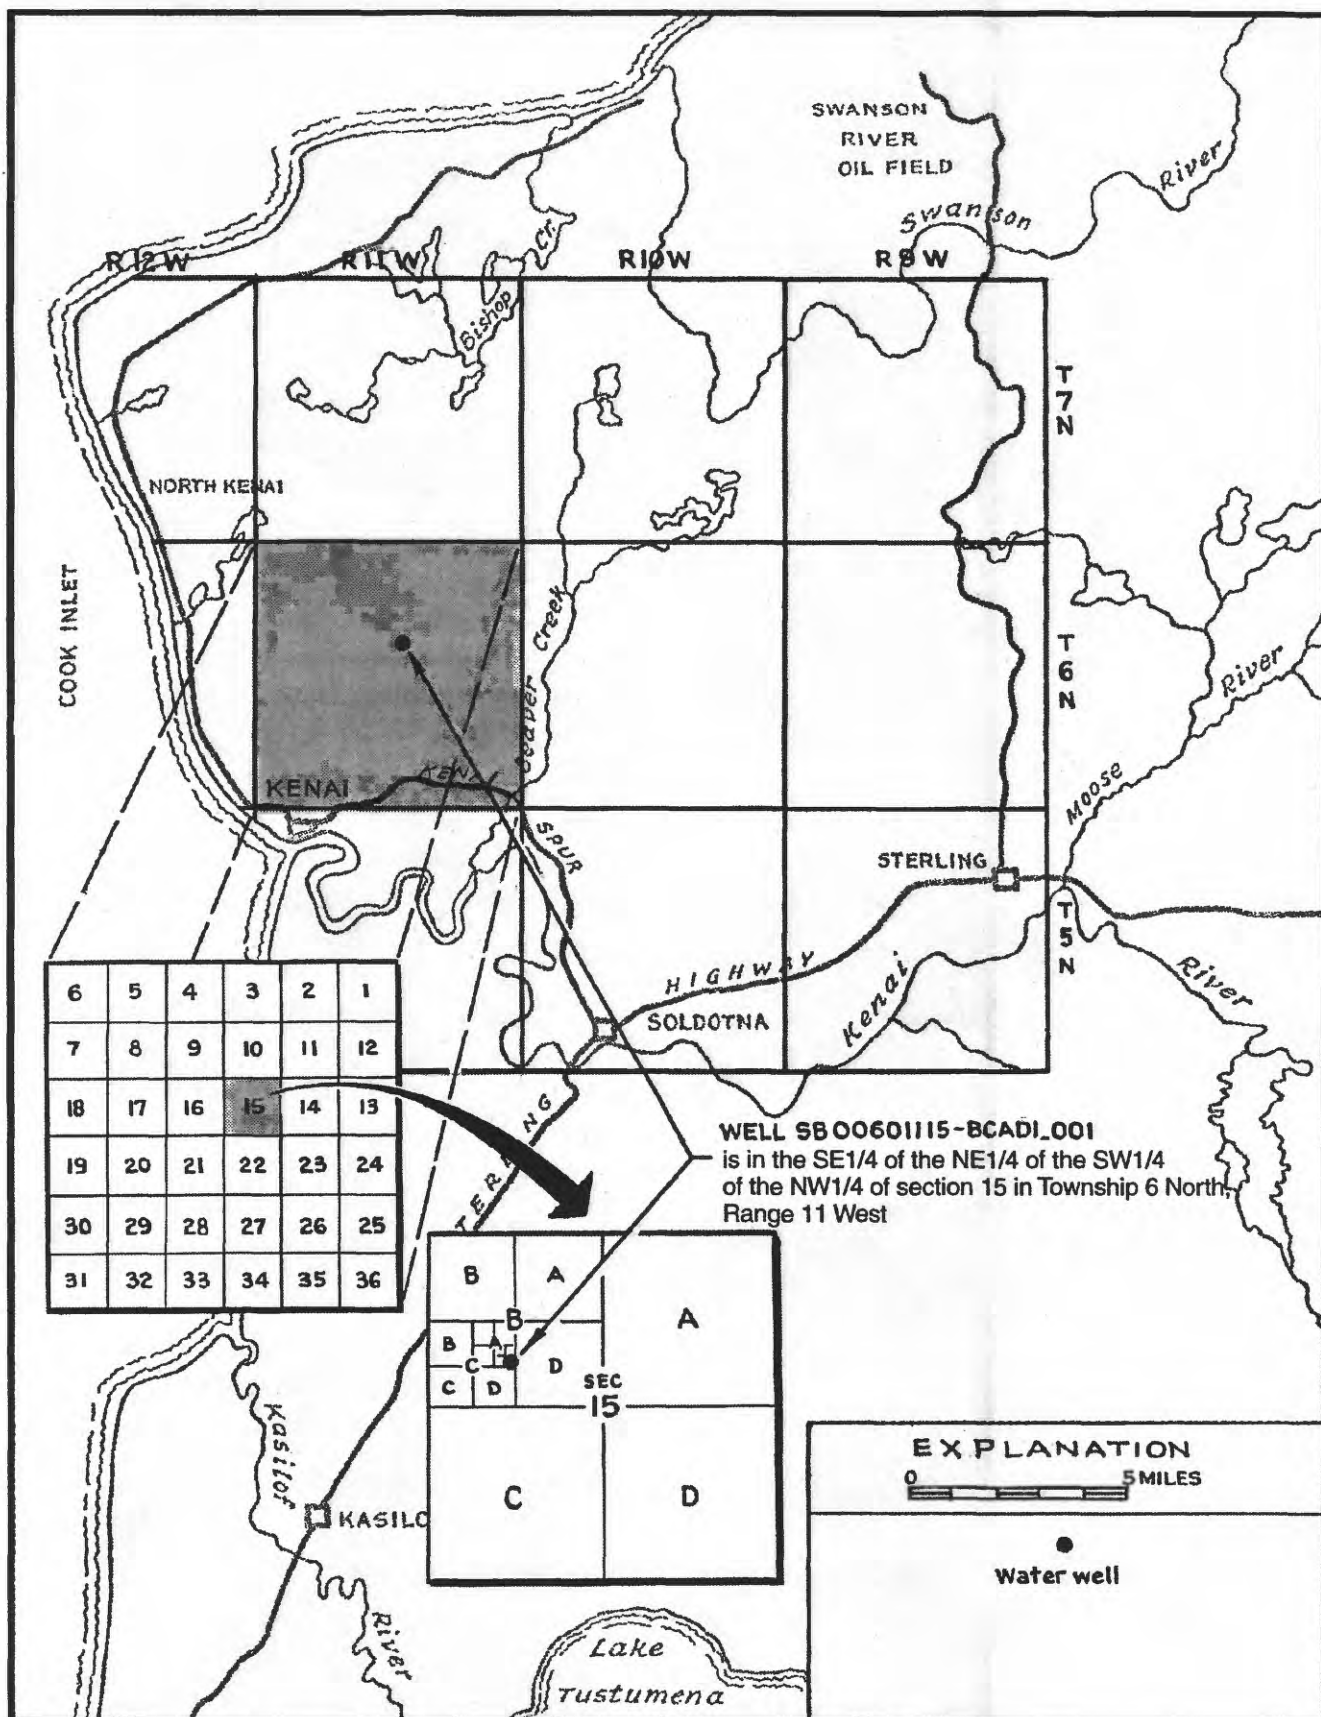 SWANSON
RIVER
OIL FIELD
River
Swanson
R12W
R11W
R10W
R9W
Bishop
Cr.
T
7
N
NORTH KENAI
COOK INLET
T
6
N
Beaver
Creek
River
KENAI
KENAI
SPUR
Moose
STERLING
T
5
N
HIGHWAY
Kenai
River
SOLDOTNA
6 5 4 3 2 1
7 8 9 10 11 12
18 17 16 15 14 13
19 20 21 22 23 24
30 29 28 27 26 25
31 32 33 34 35 36
WELL SB00601115-BCAD1_001
is in the SE1/4 of the NE1/4 of the SW1/4
of the NW1/4 of section 15 in Township 6 North,
Range 11 West
B A
B
A
B A
C
D
C D
SEC
15
C D
Kasilof
KASILO
River
Lake
Tustumena
EXPLANATION
0 5 MILES
Water well